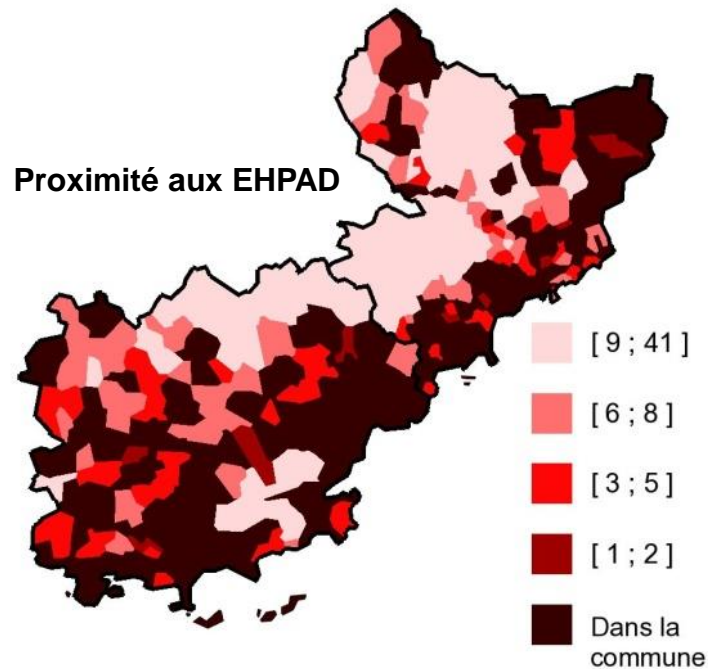 Proximité aux EHPAD
[ 9 ; 41 ]
[ 6 ; 8 ]
[ 3 ; 5 ]
[ 1 ; 2 ]
Dans la
commune